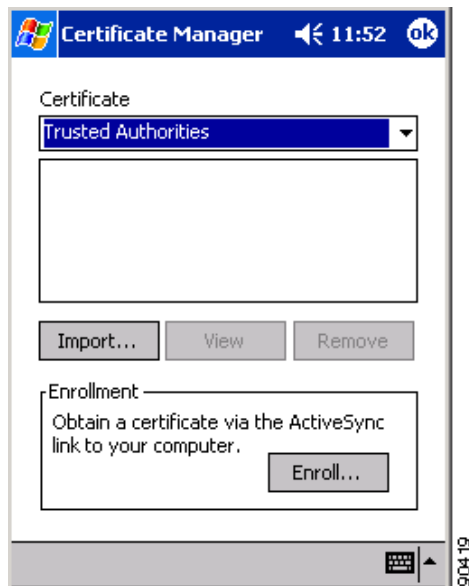 Certificate Manager 11:52 ok
Certificate
Trusted Authorities
Import... View Remove
Enrollment
Obtain a certificate via the ActiveSync
link to your computer.
Enroll...